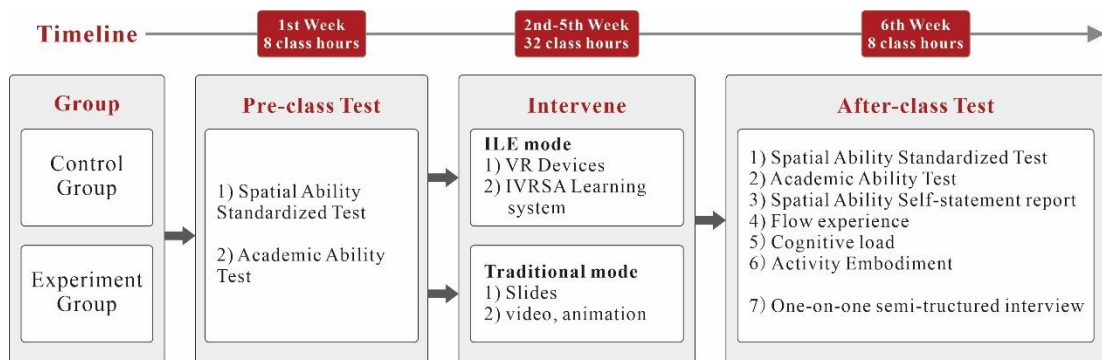 Timeline
1st Week
8 class hours
2nd-5th Week
32 class hours
6th Week
8 class hours
Group
Control
Group
Experiment
Group
Pre-class Test
1) Spatial Ability
Standardized Test
2) Academic Ability
Test
Intervene
ILE mode
1) VR Devices
2) IVRSA Learning
system
Traditional mode
1) Slides
2) video, animation
After-class Test
1) Spatial Ability Standardized Test
2) Academic Ability Test
3) Spatial Ability Self-statement report
4) Flow experience
5) Cognitive load
6) Activity Embodiment
7) One-on-one semi-tructured interview